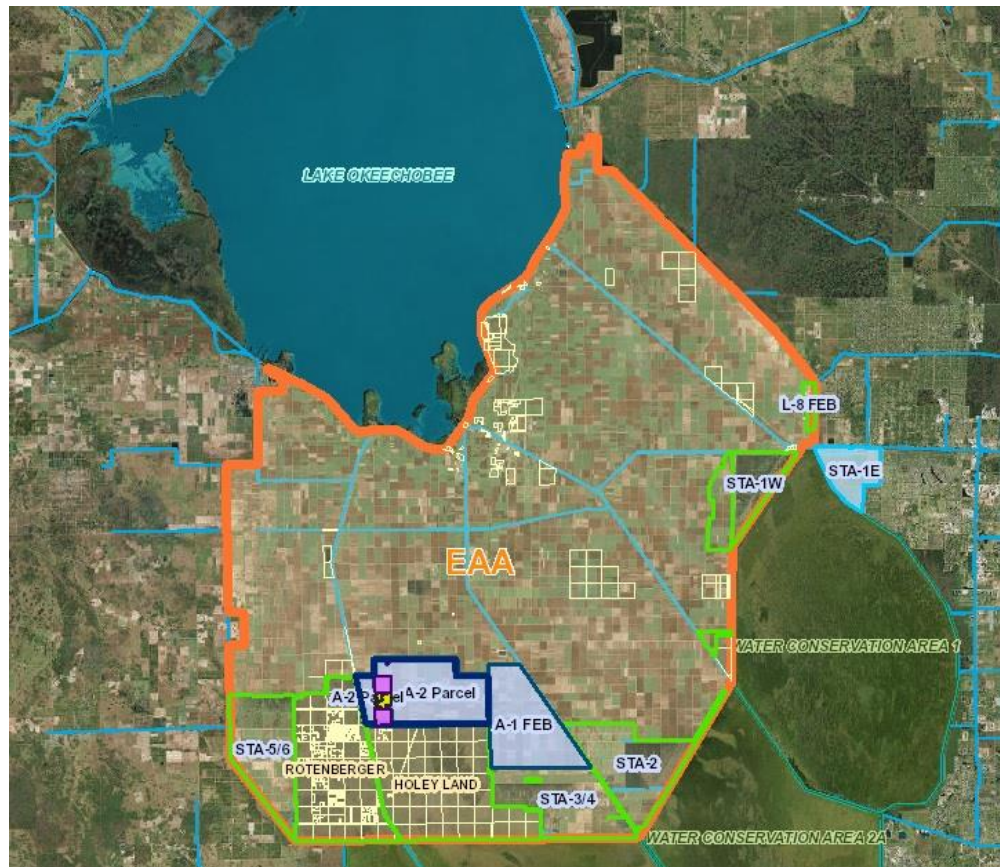 LAKE OKEECHOBEE
L-8 FEB
STA-1E
STA-1W
EAA
WATER CONSERVATION AREA 1
A-2 Parcel
A-2 Parcel
A-1 FEB
STA-5/6
STA-2
ROTENBERGER
HOLEY LAND
STA-3/4
WATER CONSERVATION AREA 2A